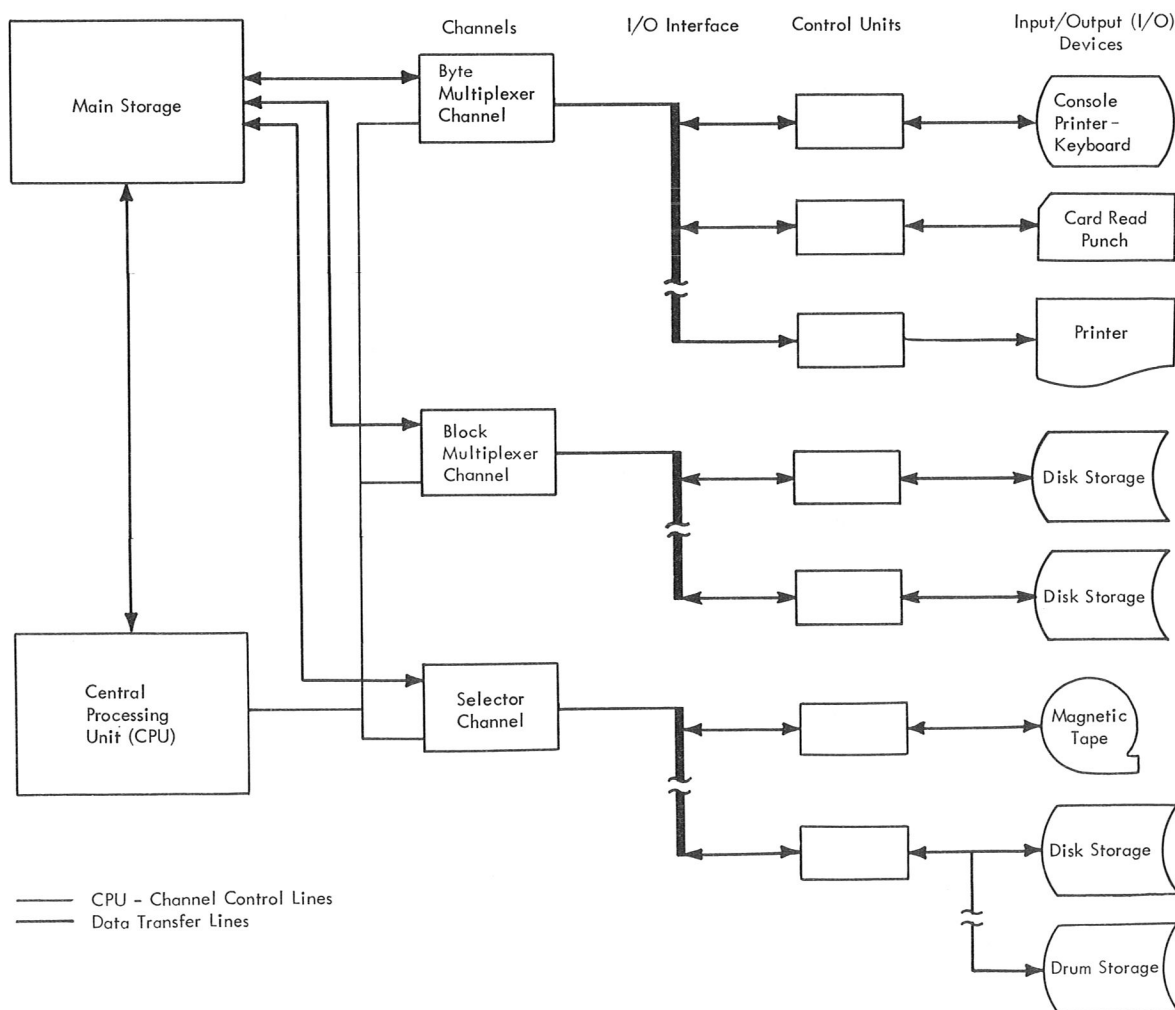 Channels
I/O Interface
Control Units
Input/Output (I/O)
Devices
Main Storage
Byte
Multiplexer
Channel
Console
Printer-
Keyboard
Card Read
Punch
Printer
Block
Multiplexer
Channel
Disk Storage
Disk Storage
Central
Processing
Unit (CPU)
Selector
Channel
Magnetic
Tape
Disk Storage
Drum Storage
CPU - Channel Control Lines
Data Transfer Lines